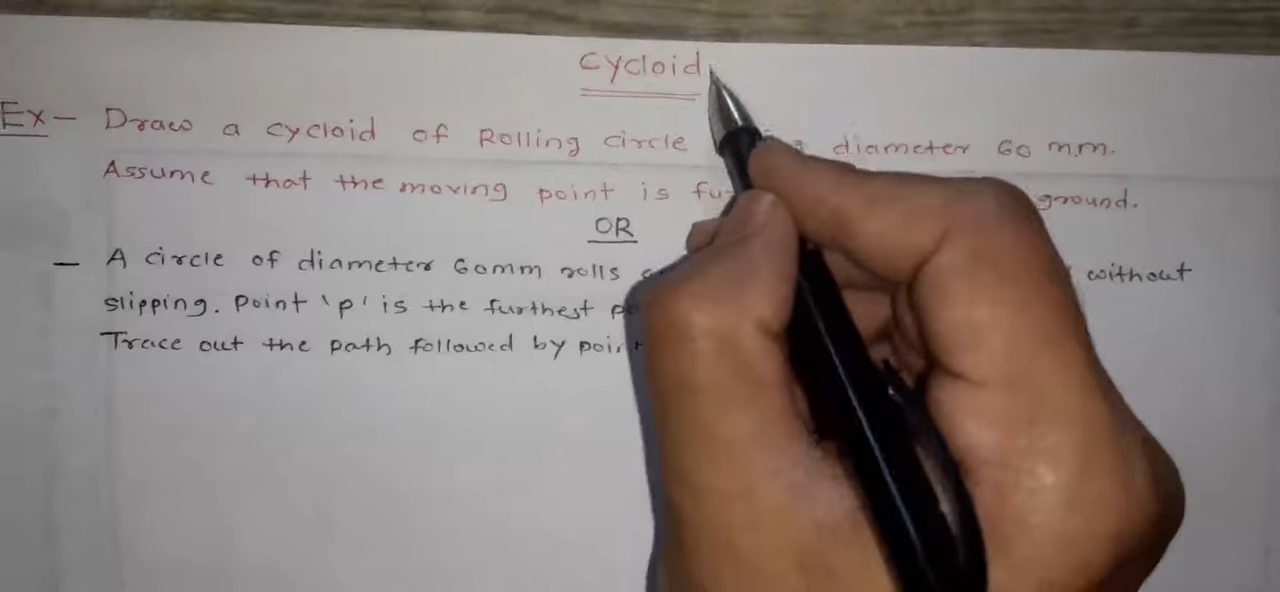 Cycloid
Ex- Draw a cycloid of Rolling circle diameter 60 m.m.
Assume that the moving point is ground.
OR
- A circle of diameter 60mm rolls without
slipping. Point 'p' is the furthest
Trace out the path followed by